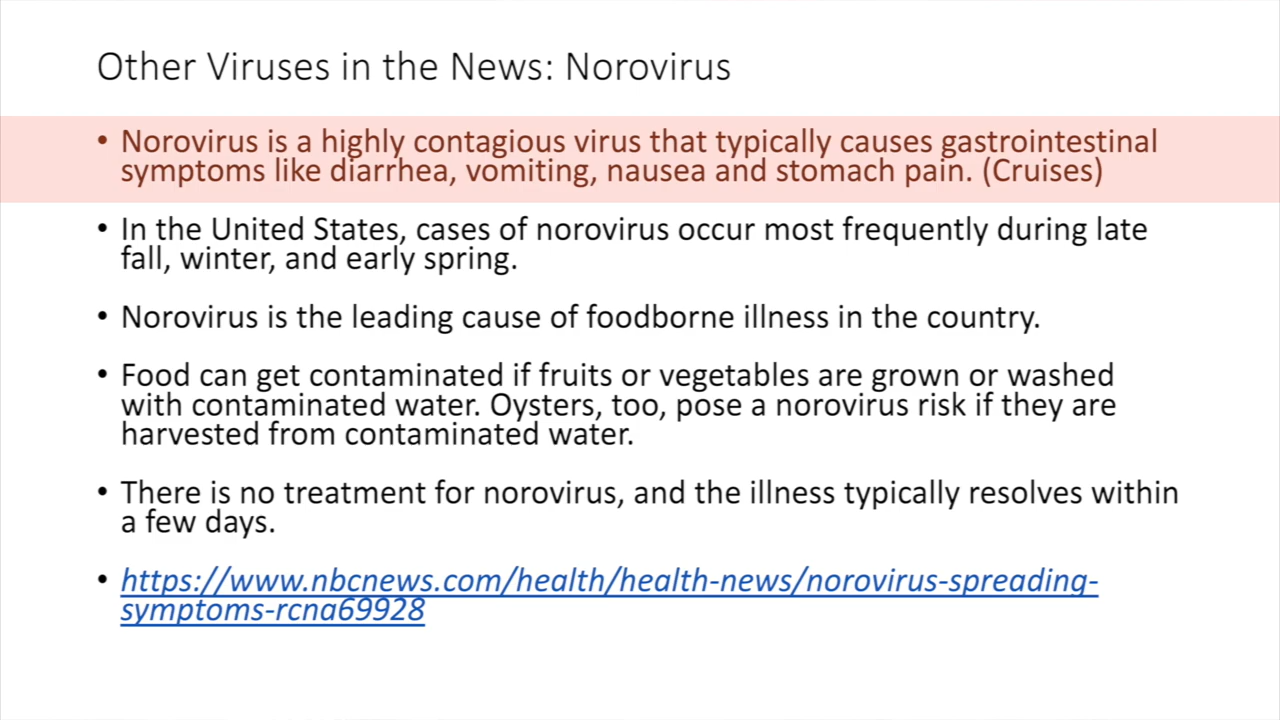 Other Viruses in the News: Norovirus
• Norovirus is a highly contagious virus that typically causes gastrointestinal
symptoms like diarrhea, vomiting, nausea and stomach pain. (Cruises)
• In the United States, cases of norovirus occur most frequently during late
fall, winter, and early spring.
• Norovirus is the leading cause of foodborne illness in the country.
• Food can get contaminated if fruits or vegetables are grown or washed
with contaminated water. Oysters, too, pose a norovirus risk if they are
harvested from contaminated water.
• There is no treatment for norovirus, and the illness typically resolves within
a few days.
• https://www.nbcnews.com/health/health-news/norovirus-spreading-
symptoms-rcna69928